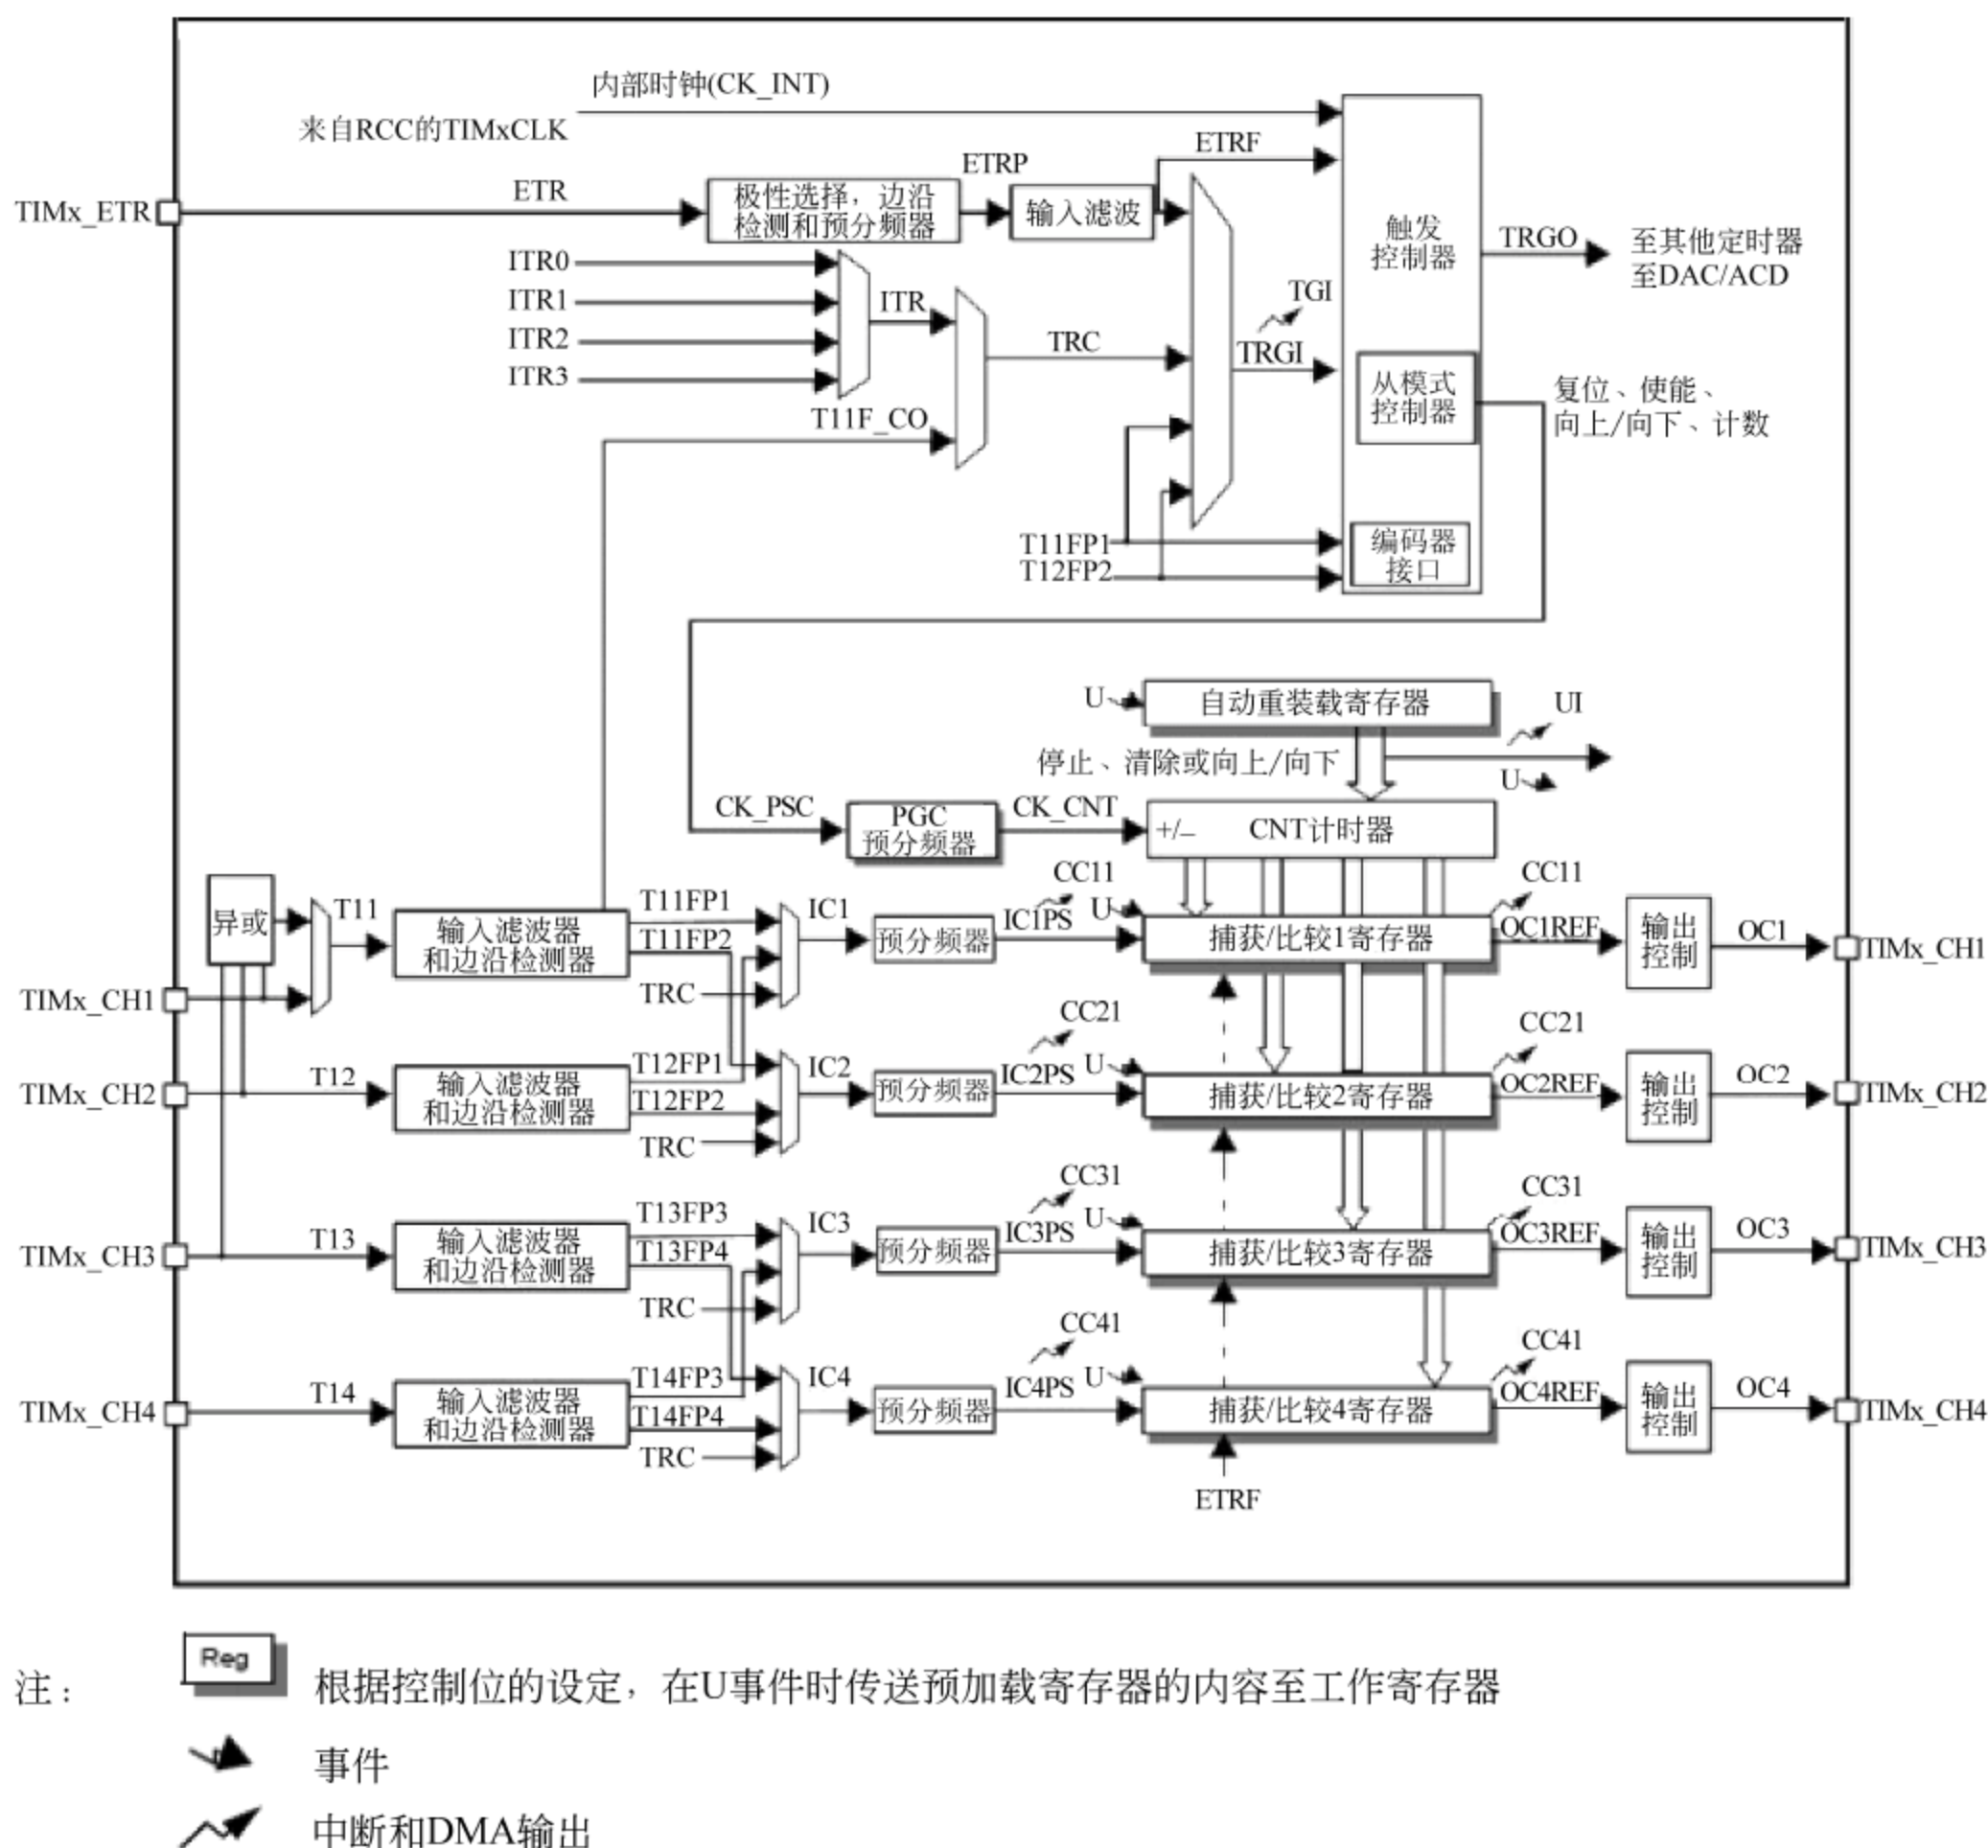 内部时钟(CK_INT)
来自RCC的TIMxCLK
ETRF
ETRP
ETR
TIMx_ETR
极性选择，边沿
检测和预分频器
输入滤波
触发
控制器
TRGO
至其他定时器
至DAC/ACD
ITR0
ITR1
ITR2
ITR3
ITR
TRC
TGI
TRGI
T11F_CO
从模式
控制器
复位、使能、
向上/向下、计数
T11FP1
T12FP2
编码器
接口
U
自动重装载寄存器
UI
停止、清除或向上/向下
U
CK_PSC
PGC
预分频器
CK_CNT
+/–
CNT计时器
异或
T11
输入滤波器
和边沿检测器
T11FP1
T11FP2
TRC
IC1
预分频器
CC11
IC1PS
U
捕获/比较1寄存器
CC11
OC1REF
输出
控制
OC1
TIMx_CH1
TIMx_CH1
TIMx_CH2
T12
输入滤波器
和边沿检测器
T12FP1
T12FP2
TRC
IC2
预分频器
CC21
IC2PS
U
捕获/比较2寄存器
CC21
OC2REF
输出
控制
OC2
TIMx_CH2
TIMx_CH3
T13
输入滤波器
和边沿检测器
T13FP3
T13FP4
TRC
IC3
预分频器
CC31
IC3PS
U
捕获/比较3寄存器
CC31
OC3REF
输出
控制
OC3
TIMx_CH3
TIMx_CH4
T14
输入滤波器
和边沿检测器
T14FP3
T14FP4
TRC
IC4
预分频器
CC41
IC4PS
U
捕获/比较4寄存器
CC41
OC4REF
输出
控制
OC4
TIMx_CH4
ETRF
注：
Reg
根据控制位的设定，在U事件时传送预加载寄存器的内容至工作寄存器
事件
中断和DMA输出